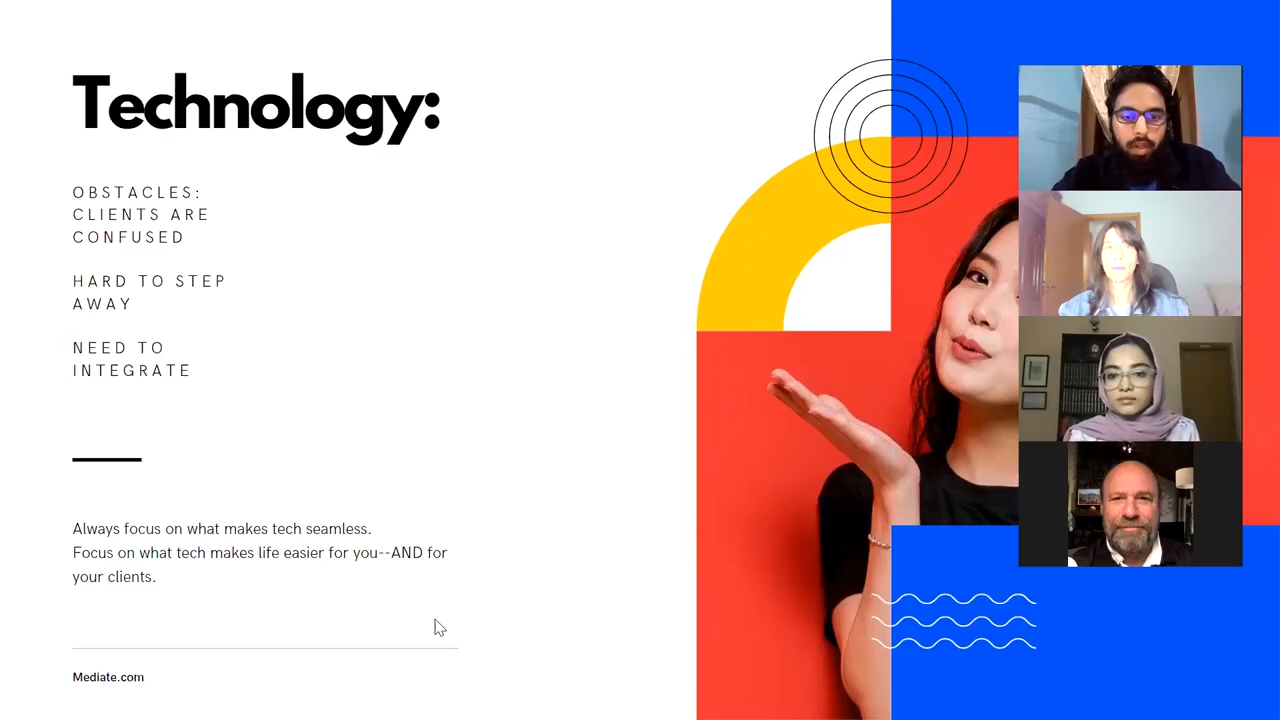 Technology:
OBSTACLES:
CLIENTS ARE
CONFUSED
HARD TO STEP
AWAY
NEED TO
INTEGRATE
Always focus on what makes tech seamless.
Focus on what tech makes life easier for you--AND for
your clients.
Mediate.com